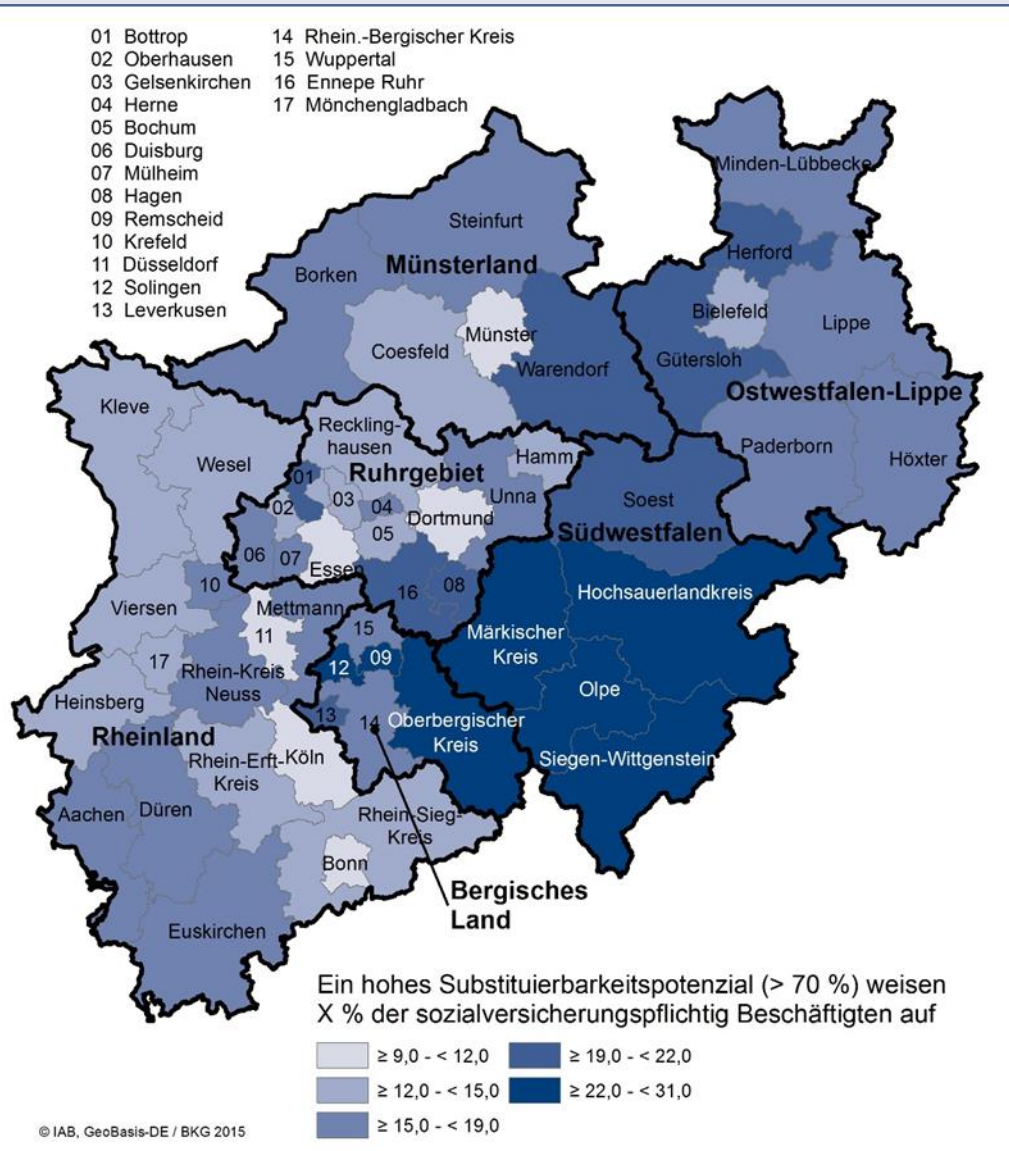 01 Bottrop
02 Oberhausen
03 Gelsenkirchen
04 Herne
05 Bochum
06 Duisburg
07 Mülheim
08 Hagen
09 Remscheid
10 Krefeld
11 Düsseldorf
12 Solingen
13 Leverkusen
14 Rhein.-Bergischer Kreis
15 Wuppertal
16 Ennepe Ruhr
17 Mönchengladbach
Minden-Lübbecke
Steinfurt
Herford
Borken
Münsterland
Bielefeld
Lippe
Münster
Coesfeld
Warendorf
Gütersloh
Ostwestfalen-Lippe
Kleve
Reckling-
hausen
Paderborn
Höxter
Wesel
Ruhrgebiet
Hamm
01
03
02
04
Unna
Soest
Dortmund
05
Südwestfalen
06
07
Essen
16
08
Hochsauerlandkreis
10
Viersen
Mettmann
11
15
Märkischer
Kreis
17
12
09
Rhein-Kreis
Neuss
Olpe
Heinsberg
13
14
Oberbergischer
Kreis
Rheinland
Rhein-Erft-
Kreis
Köln
Siegen-Wittgenstein
Aachen
Düren
Rhein-Sieg-
Kreis
Bonn
Bergisches
Land
Euskirchen
Ein hohes Substituierbarkeitspotenzial (> 70 %) weisen
X % der sozialversicherungspflichtig Beschäftigten auf
≥ 9,0 - < 12,0
≥ 12,0 - < 15,0
≥ 15,0 - < 19,0
≥ 19,0 - < 22,0
≥ 22,0 - < 31,0
© IAB, GeoBasis-DE / BKG 2015